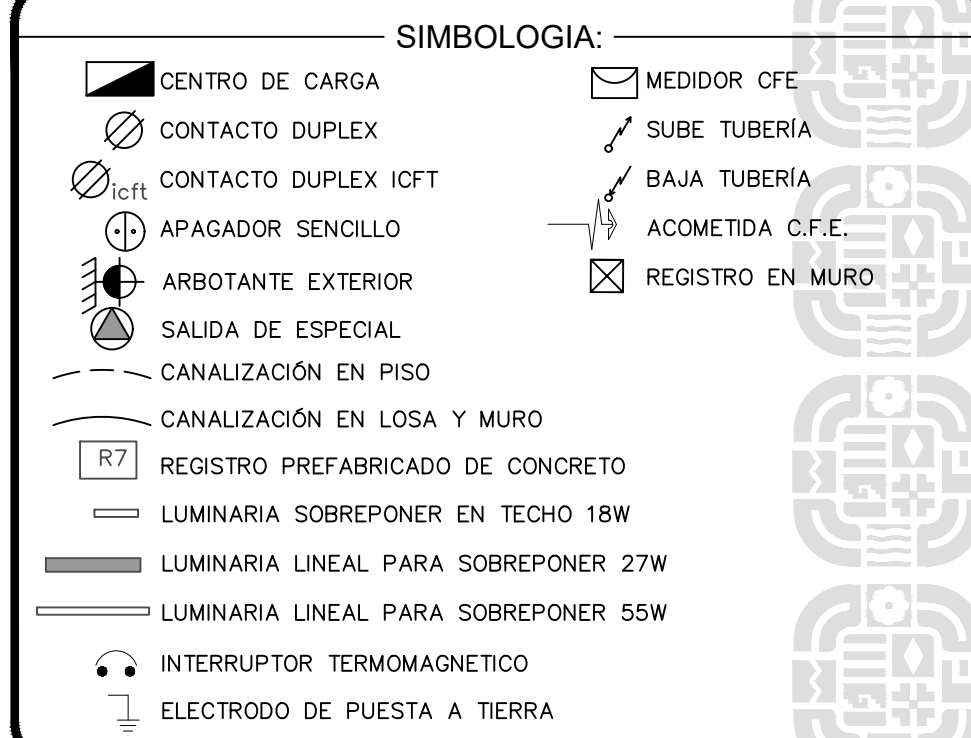 SIMBOLOGIA:
CENTRO DE CARGA
CONTACTO DUPLEX
icft CONTACTO DUPLEX ICFT
APAGADOR SENCILLO
ARBOTANTE EXTERIOR
SALIDA DE ESPECIAL
CANALIZACIÓN EN PISO
CANALIZACIÓN EN LOSA Y MURO
R7 REGISTRO PREFABRICADO DE CONCRETO
LUMINARIA SOBREPONER EN TECHO 18W
LUMINARIA LINEAL PARA SOBREPONER 27W
LUMINARIA LINEAL PARA SOBREPONER 55W
INTERRUPTOR TERMOMAGNETICO
ELECTRODO DE PUESTA A TIERRA
MEDIDOR CFE
SUBE TUBERÍA
BAJA TUBERÍA
ACOMETIDA C.F.E.
REGISTRO EN MURO